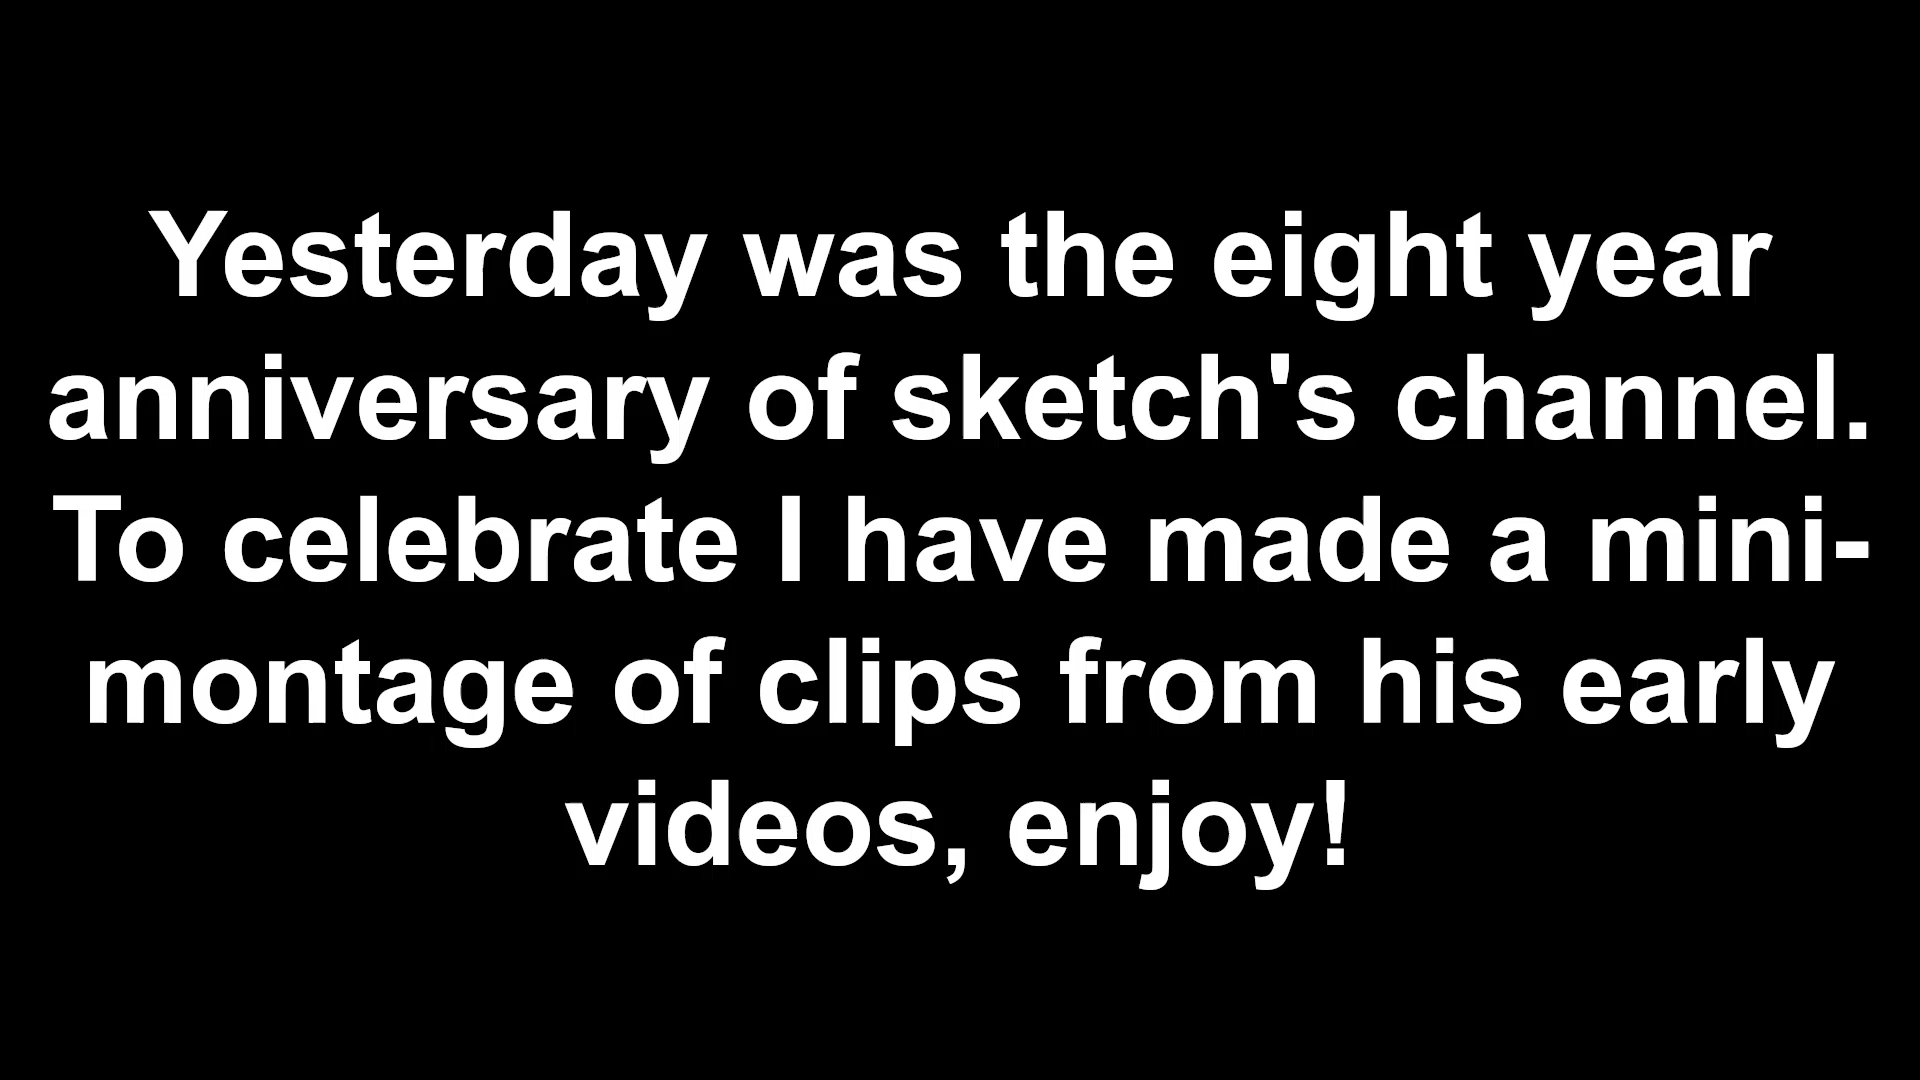 Yesterday was the eight year
anniversary of sketch's channel.
To celebrate I have made a mini-
montage of clips from his early
videos, enjoy!